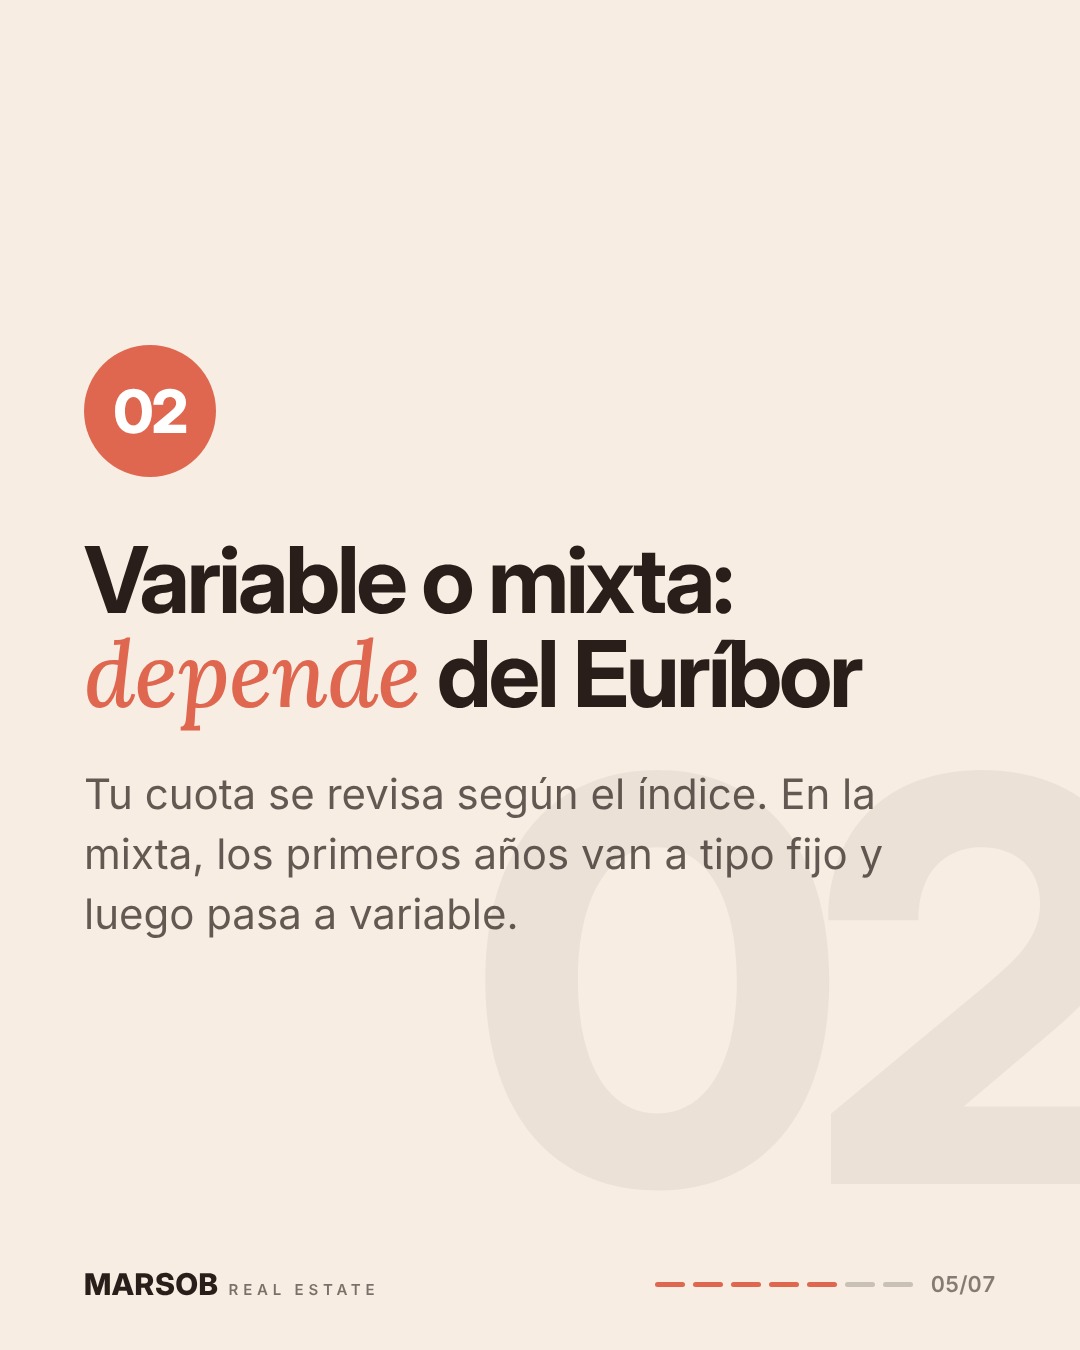 02
Variable o mixta:
depende del Euríbor
Tu cuota se revisa según el índice. En la
mixta, los primeros años van a tipo fijo y
luego pasa a variable.
02
MARSOB REAL ESTATE
05/07